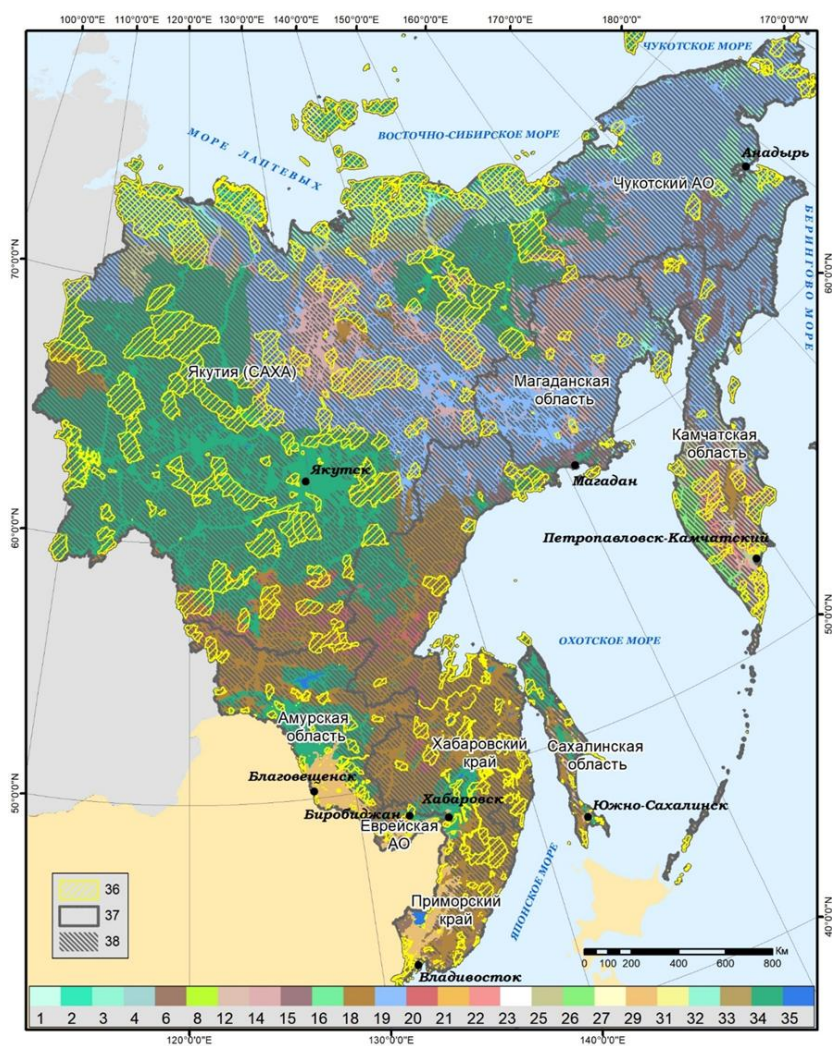 100°0'0"E 120°0'0"E 130°0'0"E 140°0'0"E 150°0'0"E 160°0'0"E 170°0'0"E 180°0'0" 170°0'0"W
ЧУКОТСКОЕ МОРЕ
ВОСТОЧНО-СИБИРСКОЕ МОРЕ
МОРЕ ЛАПТЕВЫХ
Анадырь
Чукотский АО
БЕРИНГОВО МОРЕ
70°0'0"N
60°0'0"N
Якутия (САХА)
Магаданская
область
Камчатская
область
Якутск
Магадан
60°0'0"N
Петропавловск-Камчатский
50°0'0"N
ОХОТСКОЕ МОРЕ
Амурская
область
Хабаровский
край
Сахалинская
область
Благовещенск
50°0'0"N
Биробиджан
Хабаровск
Южно-Сахалинск
Еврейская
АО
ЯПОНСКОЕ МОРЕ
36
37
38
Приморский
край
40°0'0"N
Км
0 100 200 400 600 800
Владивосток
1 2 3 4 6 8 12 14 15 16 18 19 20 21 22 23 25 26 27 29 31 32 33 34 35
120°0'0"E 130°0'0"E 140°0'0"E